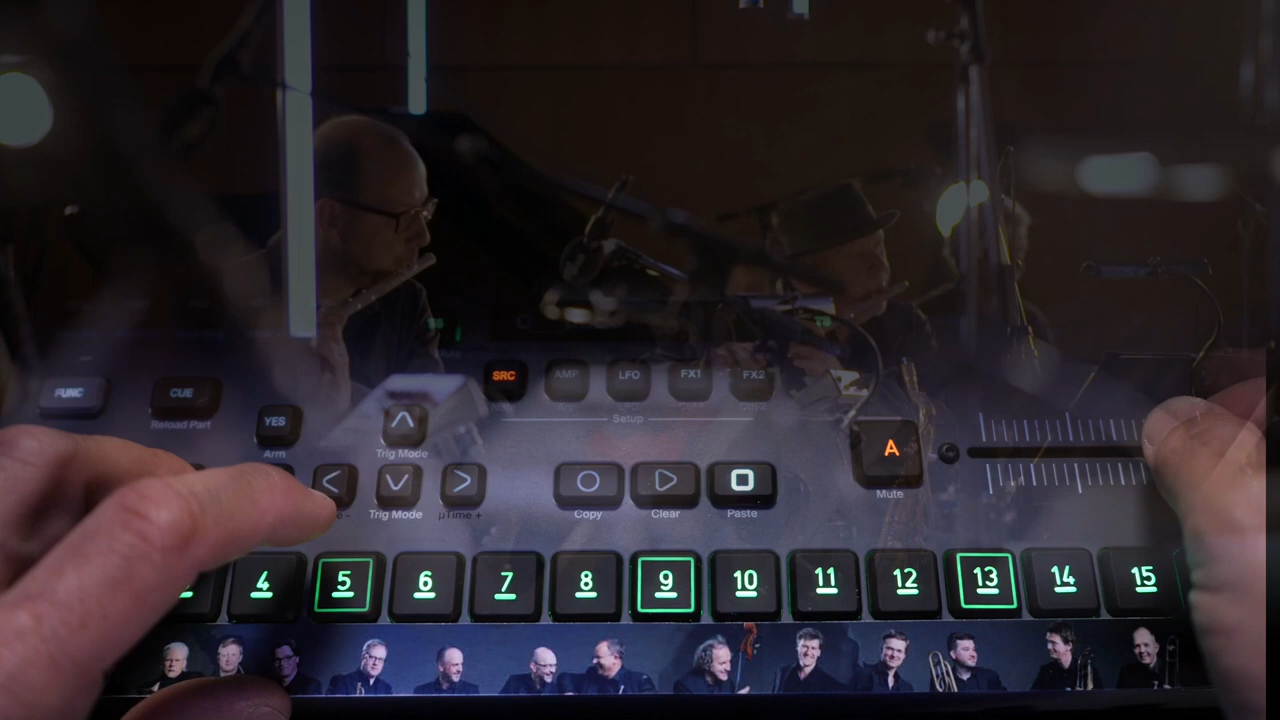 SRC AMP LFO FX1 FX2
FUNC CUE
Reload Part
Setup
YES
Arm
Trig Mode
A
Mute
Trig Mode µTime +
Copy Clear Paste
4 5 6 7 8 9 10 11 12 13 14 15